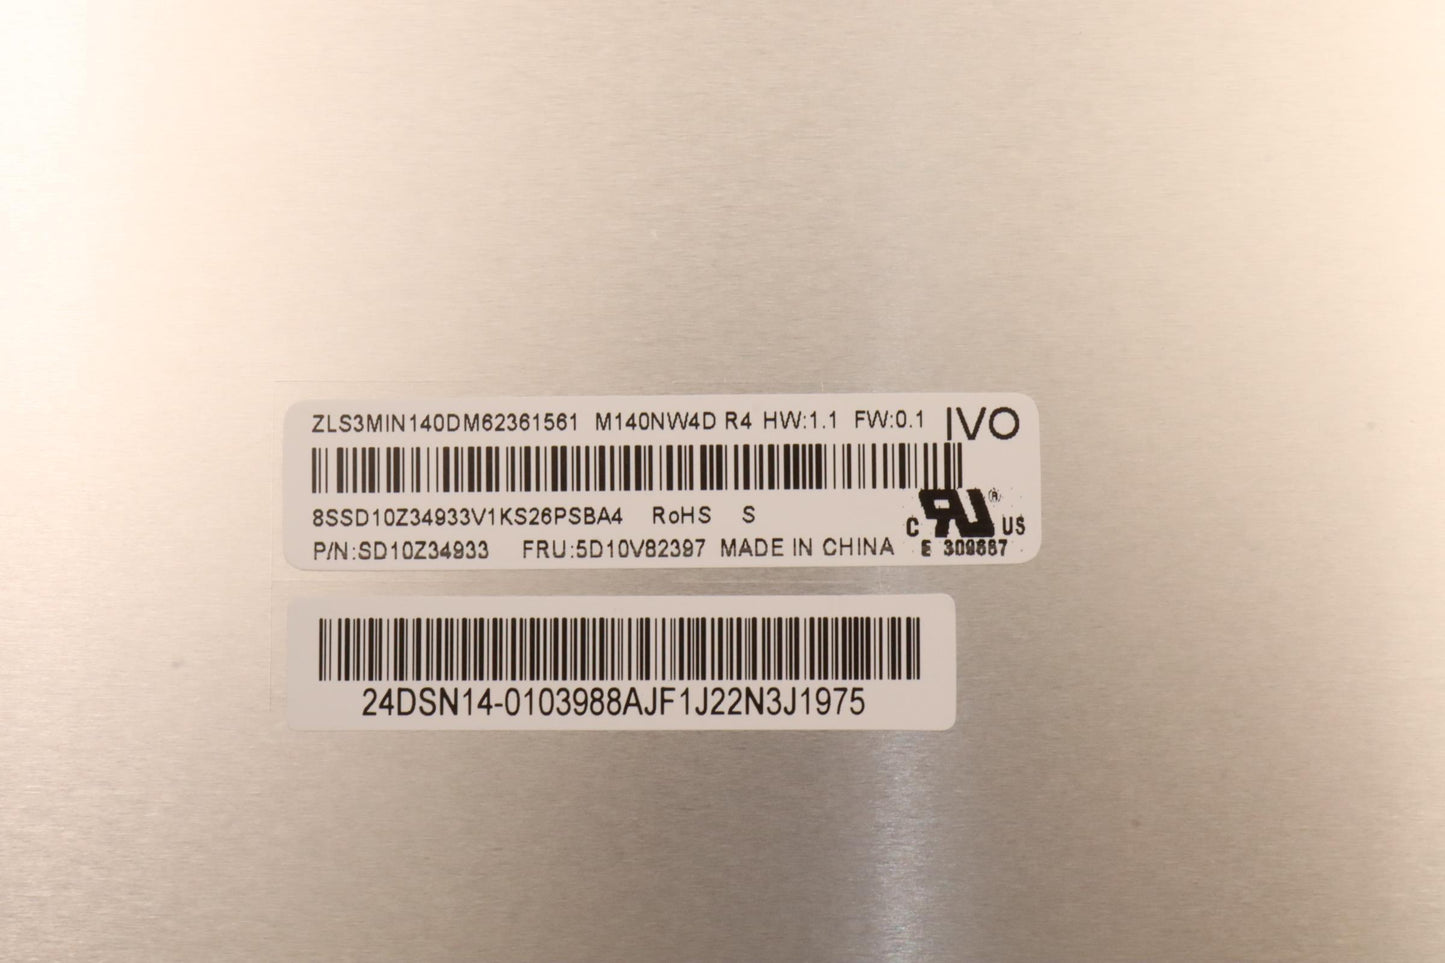 ZLS3MIN140DM62361561 M140NW4D R4 HW:1.1 FW:0.1 IVO
8SSD10Z34933V1KS26PSBA4 RoHS S
C RU ® US
P/N:SD10Z34933 FRU:5D10V82397 MADE IN CHINA E 309667
24DSN14-0103988AJF1J22N3J1975